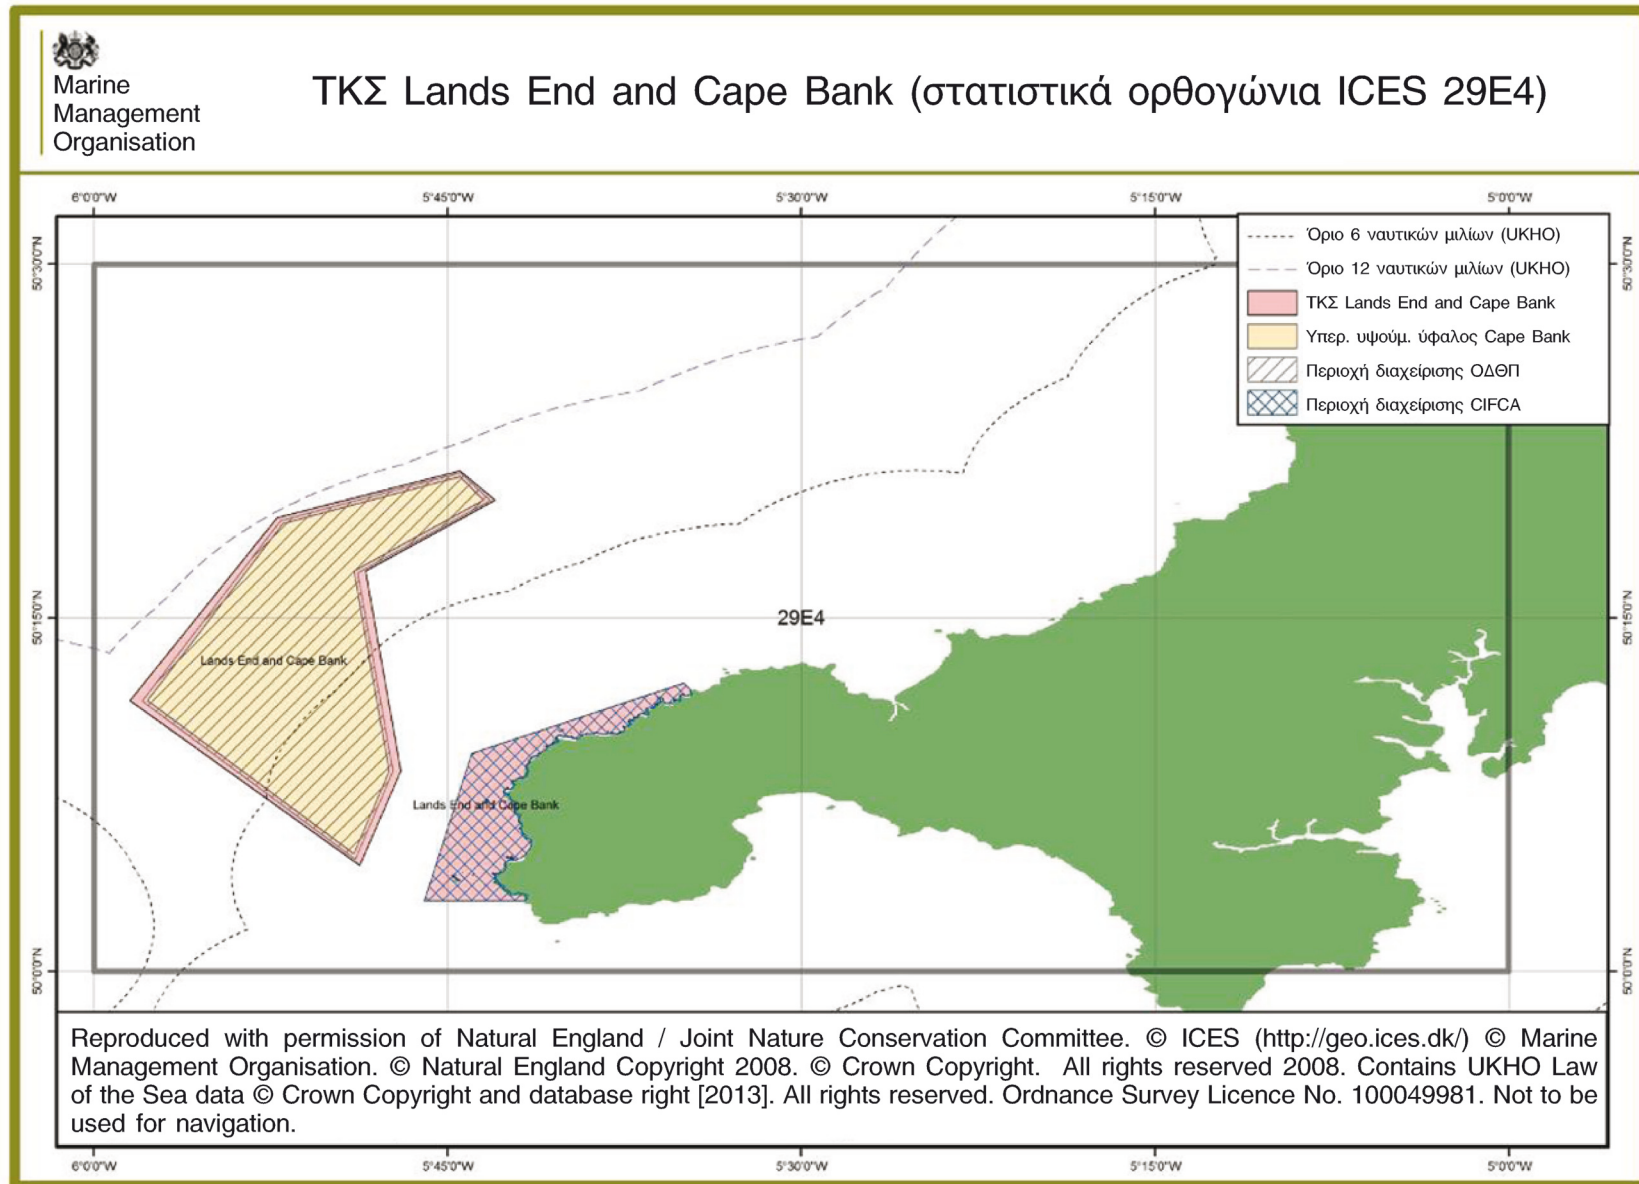 Marine
Management
Organisation
ΤΚΣ Lands End and Cape Bank (στατιστικά ορθογώνια ICES 29E4)
6°0'0"W 5°45'0"W 5°30'0"W 5°15'0"W 5°0'0"W
50°30'0"N 50°30'0"N
Όριο 6 ναυτικών μιλίων (UKHO)
Όριο 12 ναυτικών μιλίων (UKHO)
ΤΚΣ Lands End and Cape Bank
Υπερ. υψούμ. ύφαλος Cape Bank
Περιοχή διαχείρισης ΟΔΘΠ
Περιοχή διαχείρισης CIFCA
50°15'0"N 29E4 50°15'0"N
Lands End and Cape Bank
Lands End and Cape Bank
50°0'0"N 50°0'0"N
Reproduced with permission of Natural England / Joint Nature Conservation Committee. © ICES (http://geo.ices.dk/) © Marine
Management Organisation. © Natural England Copyright 2008. © Crown Copyright. All rights reserved 2008. Contains UKHO Law
of the Sea data © Crown Copyright and database right [2013]. All rights reserved. Ordnance Survey Licence No. 100049981. Not to be
used for navigation.
6°0'0"W 5°45'0"W 5°30'0"W 5°15'0"W 5°0'0"W